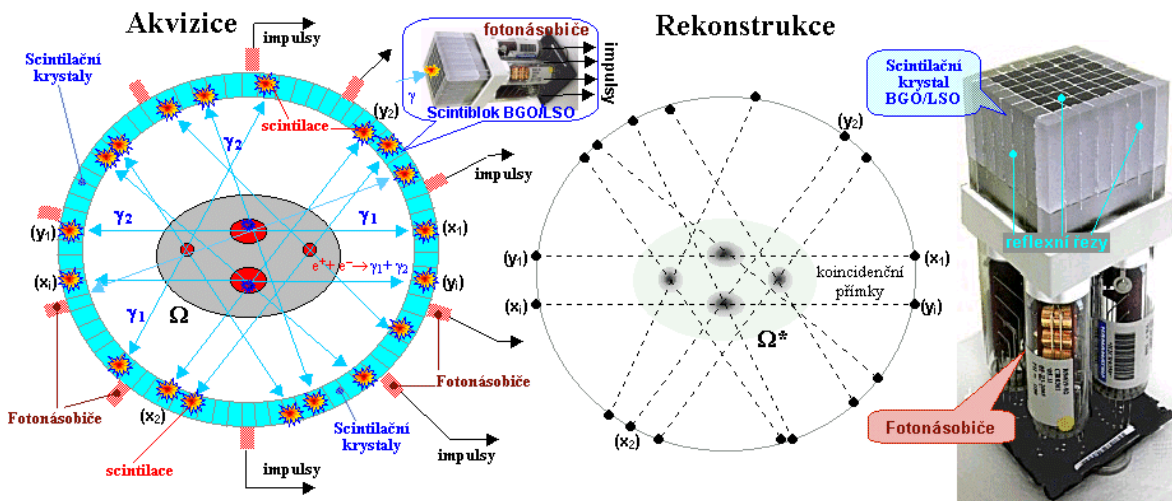 Akvizice
Rekonstrukce
impulsy
fotonásobiče
impulsy
Scintilační
krystaly
γ
Scintiblok BGO/LSO
scintilace
(y₂)
γ₂
impulsy
γ₂
γ₁
(y₁)
(x₁)
e⁺+ e⁻→γ₁+ γ₂
(xᵢ)
(yᵢ)
γ₁
Ω
Fotonásobiče
Fotonásobiče
(x₂)
scintilace
Scintilační
krystaly
impulsy
impulsy
(y₂)
(y₁)
(x₁)
koincidenční
přímky
(xᵢ)
(yᵢ)
Ω*
(x₂)
Scintilační
krystal
BGO/LSO
reflexní řezy
Fotonásobiče